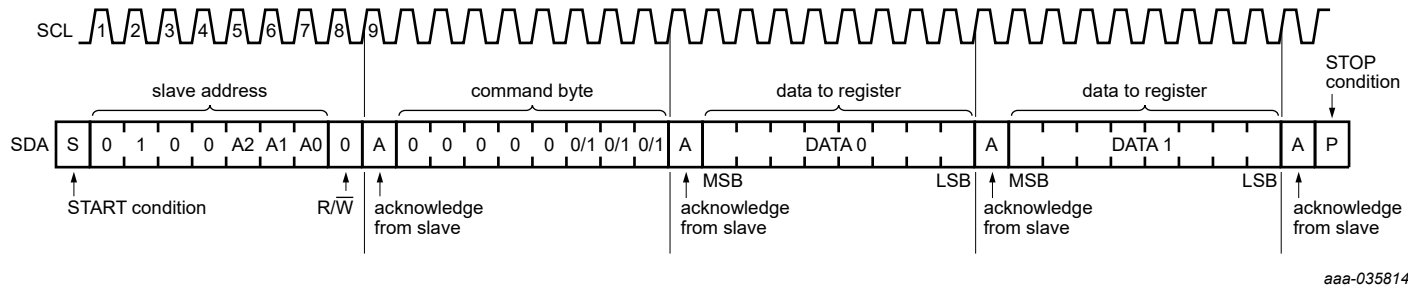 SCL 1 2 3 4 5 6 7 8 9
STOP
condition
slave address command byte data to register data to register
SDA S 0 1 0 0 A2 A1 A0 0 A 0 0 0 0 0 0/1 0/1 0/1 A DATA 0 A DATA 1 A P
MSB LSB MSB LSB
START condition R/W̅ acknowledge from slave acknowledge from slave acknowledge from slave acknowledge from slave
aaa-035814